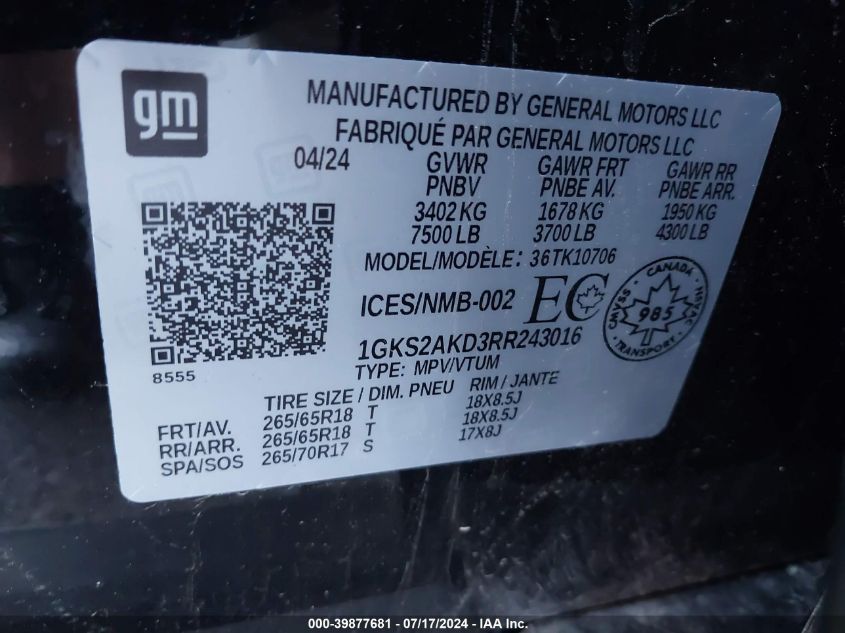 gm
MANUFACTURED BY GENERAL MOTORS LLC
FABRIQUÉ PAR GENERAL MOTORS LLC
04/24 GVWR GAWR FRT GAWR RR
PNBV PNBE AV. PNBE ARR.
3402 KG 1678 KG 1950 KG
7500 LB 3700 LB 4300 LB
MODEL/MODÈLE: 36TK10706
ICES/NMB-002 EC
CANADA
CMVSS 985 NSVAC
TRANSPORT
1GKS2AKD3RR243016
8555
TYPE: MPV/VTUM
TIRE SIZE / DIM. PNEU RIM / JANTE
FRT/AV. 265/65R18 T 18X8.5J
RR/ARR. 265/65R18 T 18X8.5J
SPA/SOS 265/70R17 S 17X8J
000-39877681 - 07/17/2024 - IAA Inc.